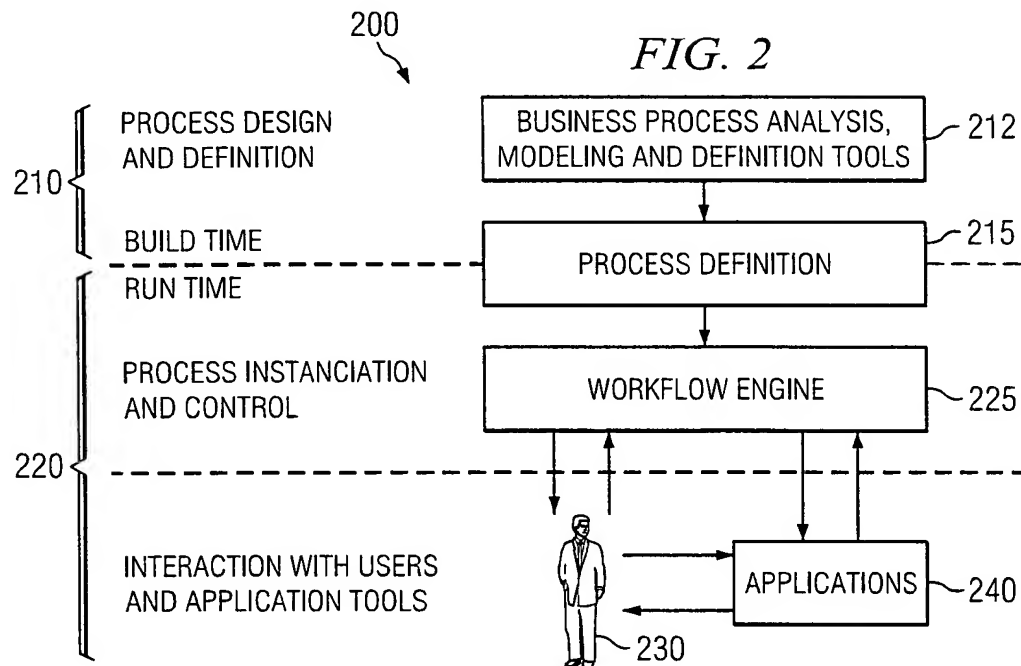 200
FIG. 2
PROCESS DESIGN
AND DEFINITION
BUSINESS PROCESS ANALYSIS,
MODELING AND DEFINITION TOOLS
212
210
BUILD TIME
PROCESS DEFINITION
215
RUN TIME
PROCESS INSTANCIATION
AND CONTROL
WORKFLOW ENGINE
225
220
INTERACTION WITH USERS
AND APPLICATION TOOLS
230
APPLICATIONS
240